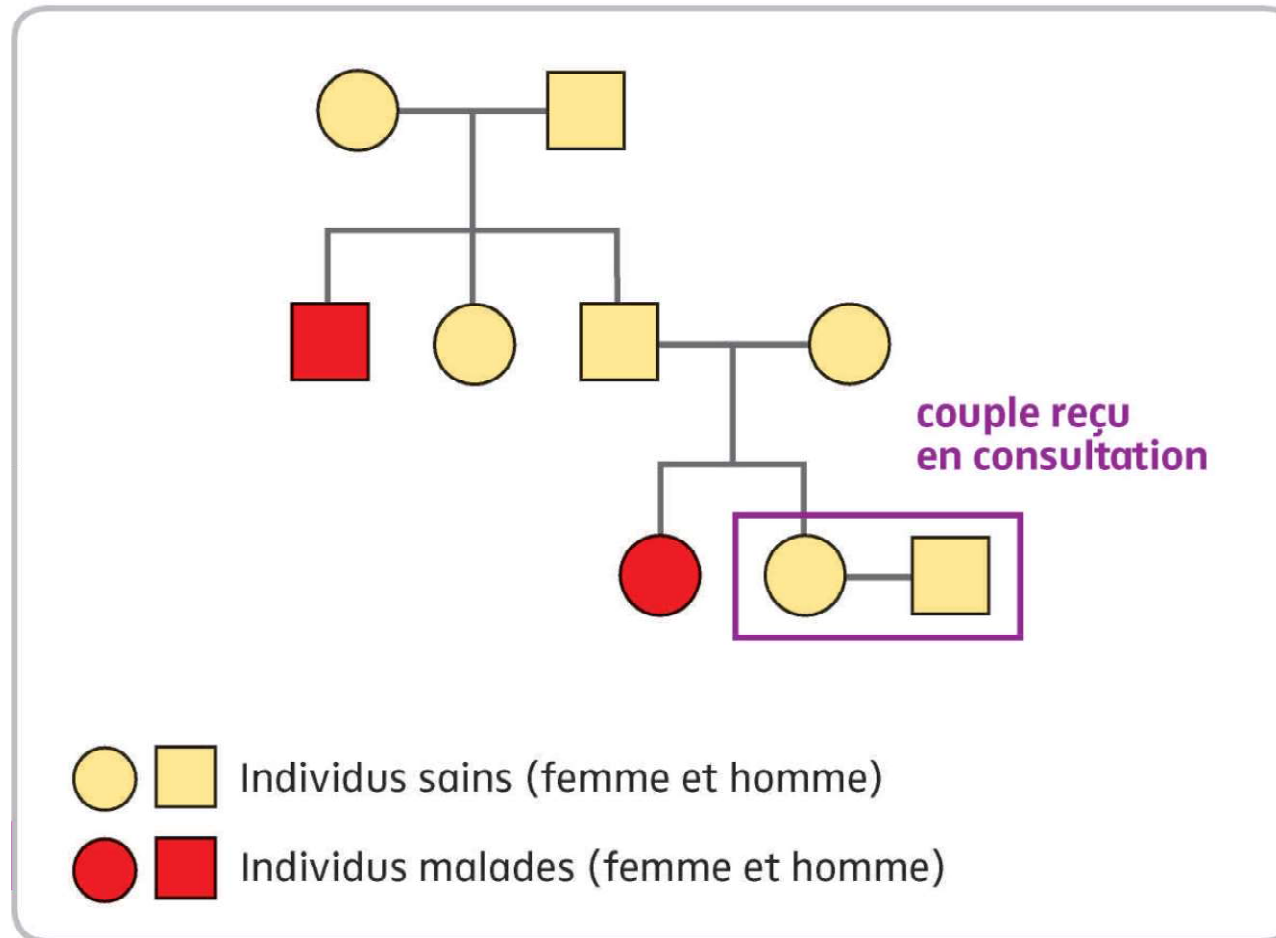 couple reçu
en consultation
Individus sains (femme et homme)
Individus malades (femme et homme)